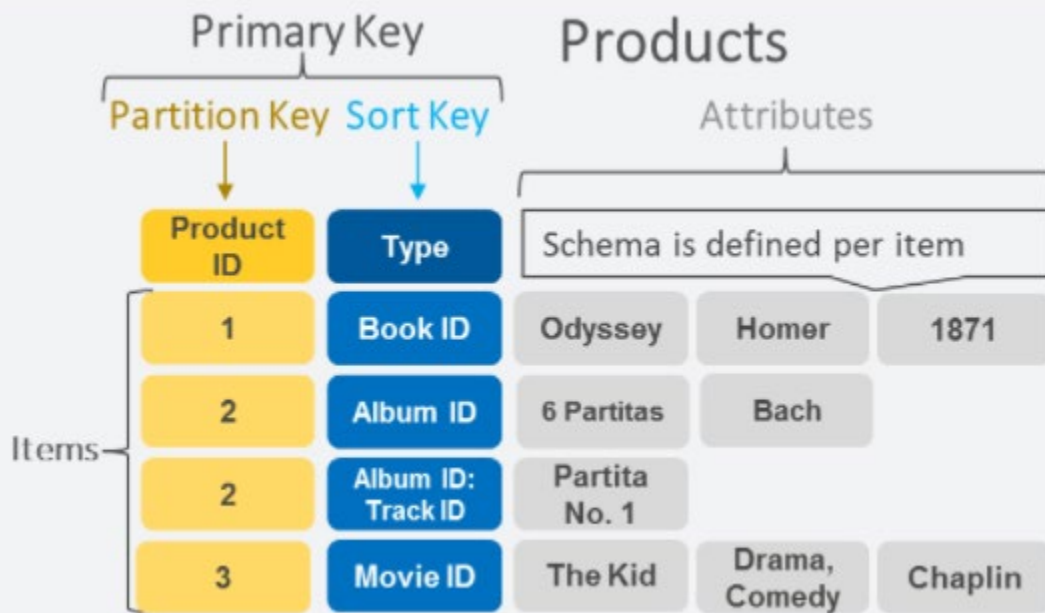 Primary Key
Products
Partition Key Sort Key
Attributes
Product
ID
Type
Schema is defined per item
Items
1
Book ID
Odyssey
Homer
1871
2
Album ID
6 Partitas
Bach
2
Album ID:
Track ID
Partita
No. 1
3
Movie ID
The Kid
Drama,
Comedy
Chaplin